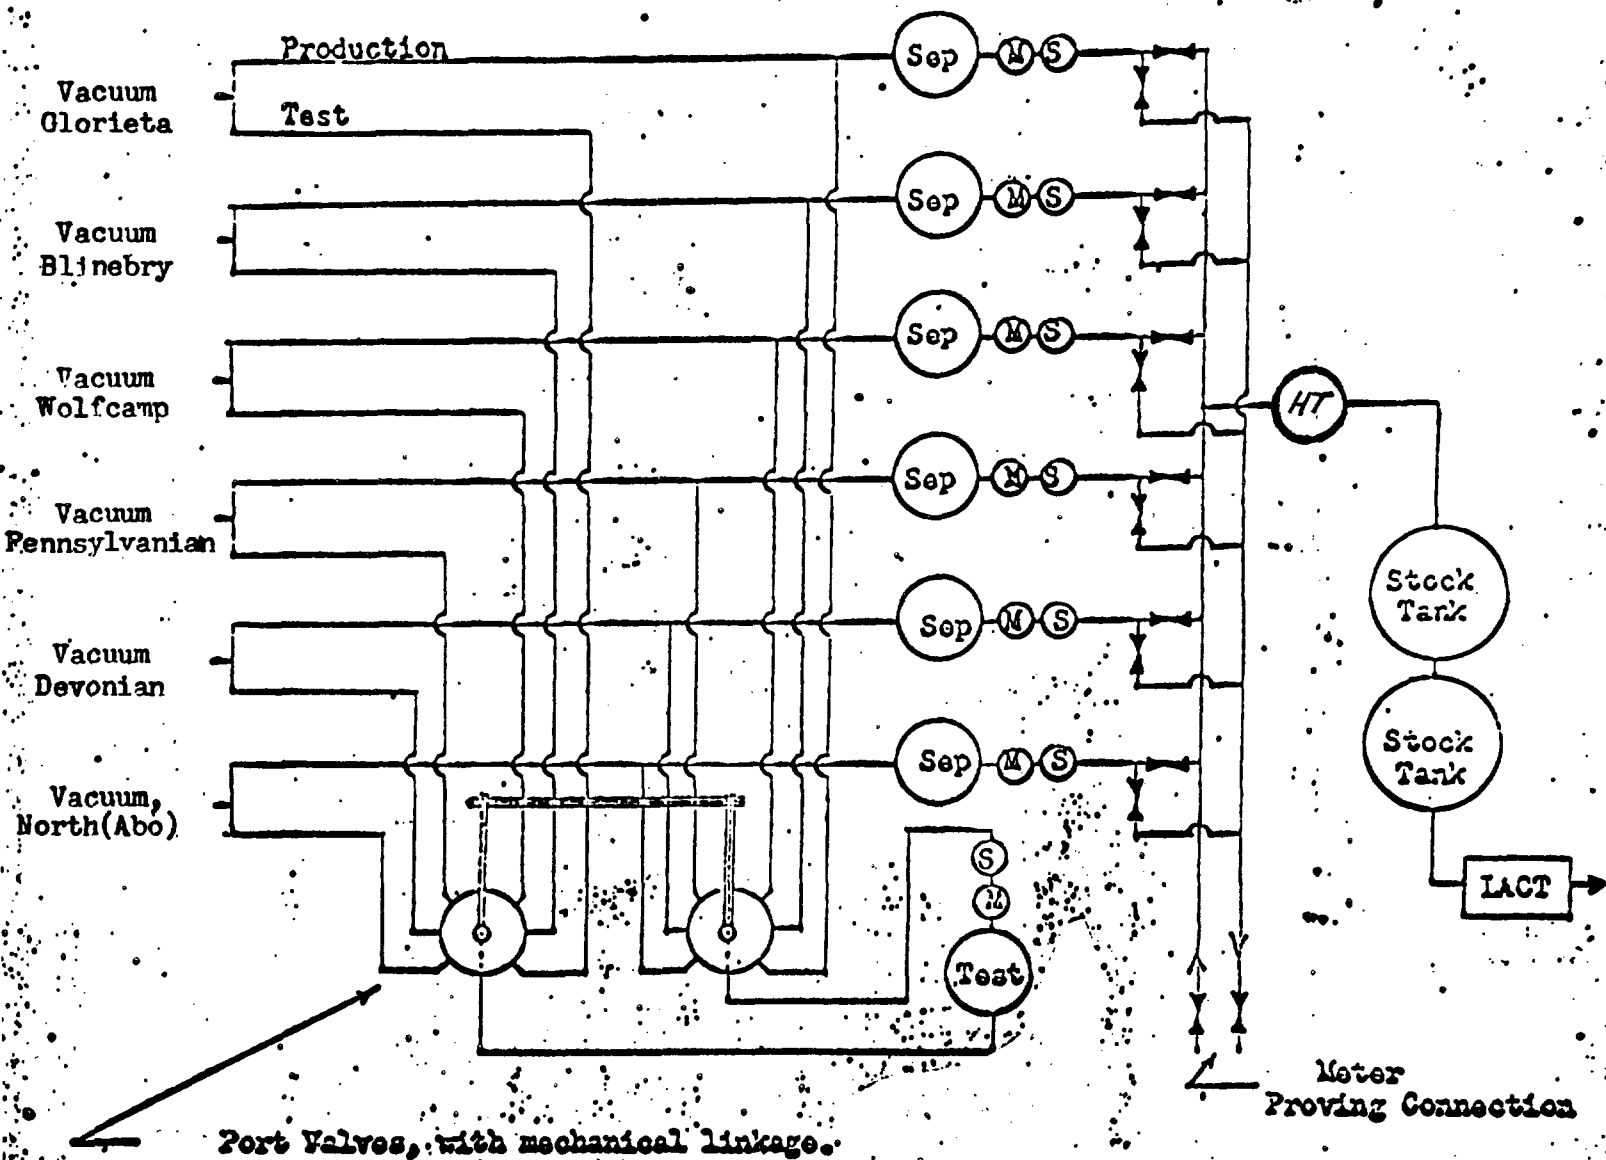 Production
Sep
M
S
Vacuum
Glorieta
Test
Vacuum
Blinebry
Sep
M
S
Vacuum
Wolfcamp
Sep
M
S
HT
Vacuum
Pennsylvanian
Sep
M
S
Stock
Tank
Vacuum
Devonian
Sep
M
S
Stock
Tank
Vacuum,
North(Abo)
Sep
M
S
S
M
Test
LACT
Meter
Proving Connection
Port Valves, with mechanical linkage.